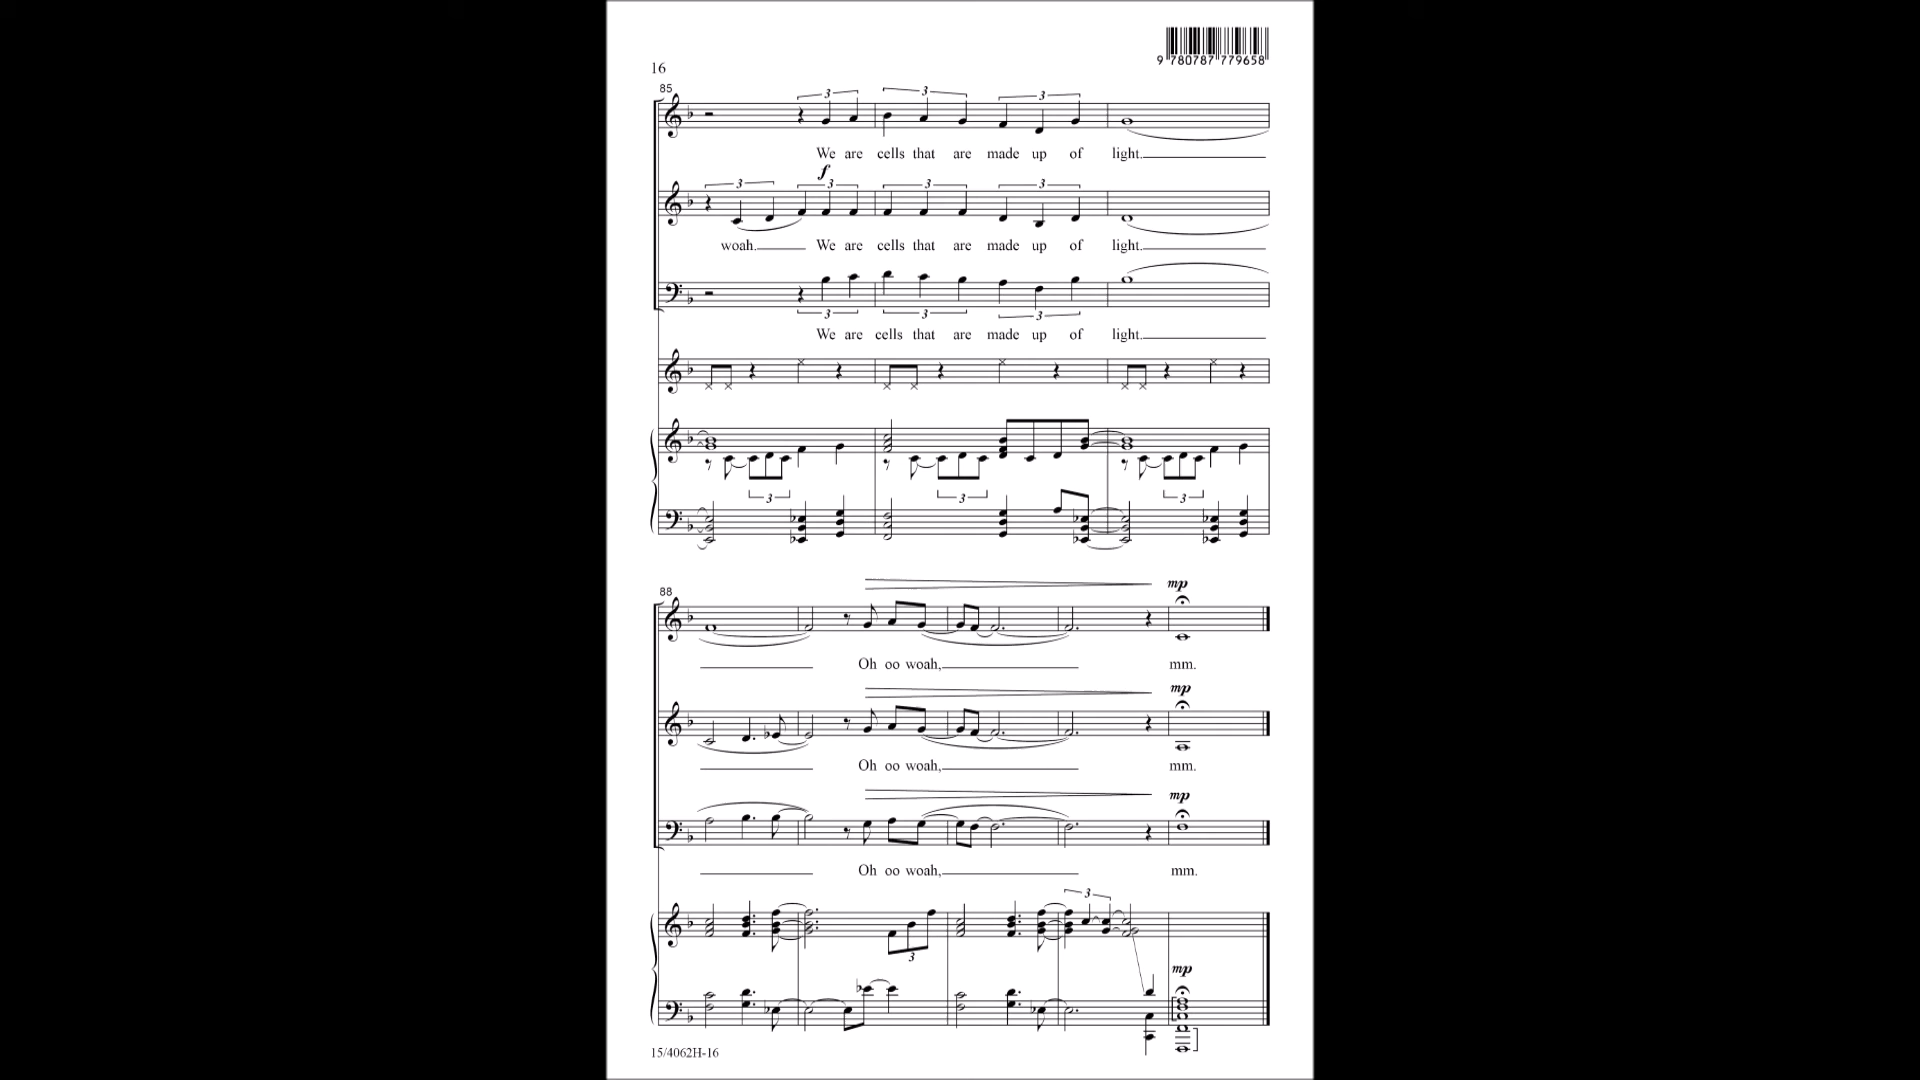 9 780787 779658
16
85
3 3 3
We are cells that are made up of light.
f
3 3 3 3
woah. We are cells that are made up of light.
3 3 3
We are cells that are made up of light.
3 3 3
88
mp
Oh oo woah, mm.
mp
Oh oo woah, mm.
mp
Oh oo woah, mm.
3
3
mp
15/4062H-16